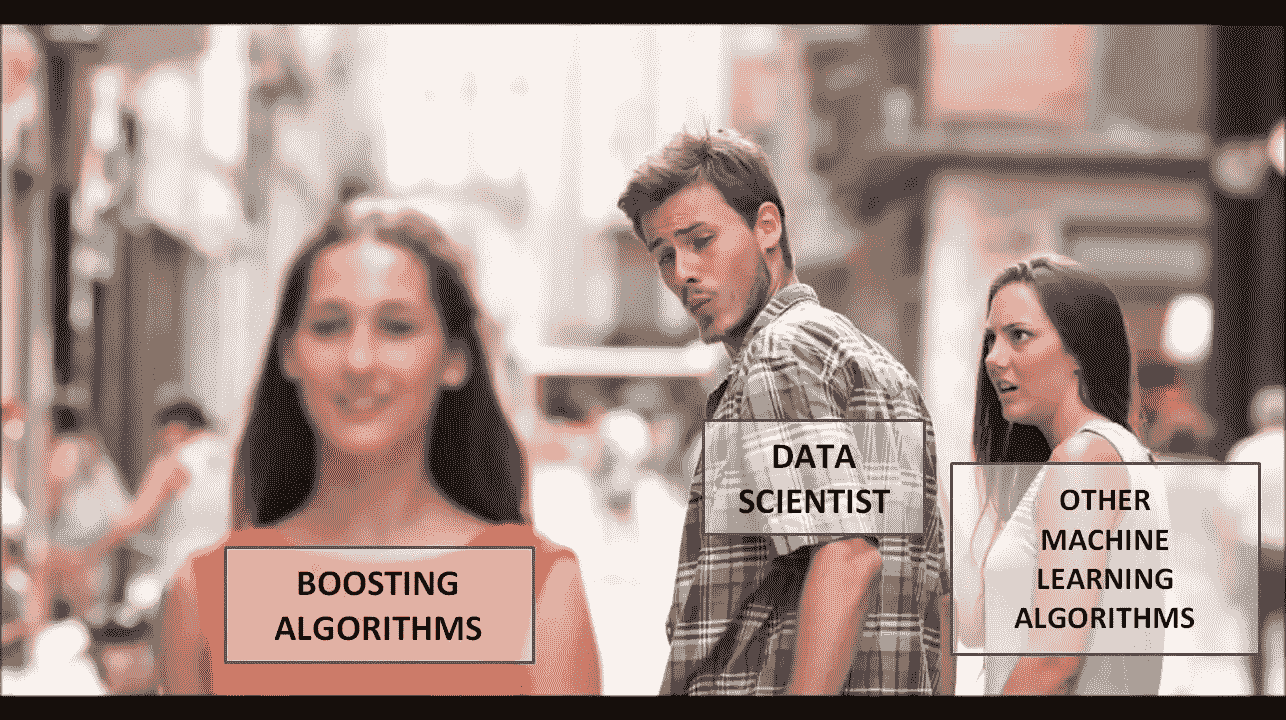 BOOSTING
ALGORITHMS
DATA
SCIENTIST
OTHER
MACHINE
LEARNING
ALGORITHMS